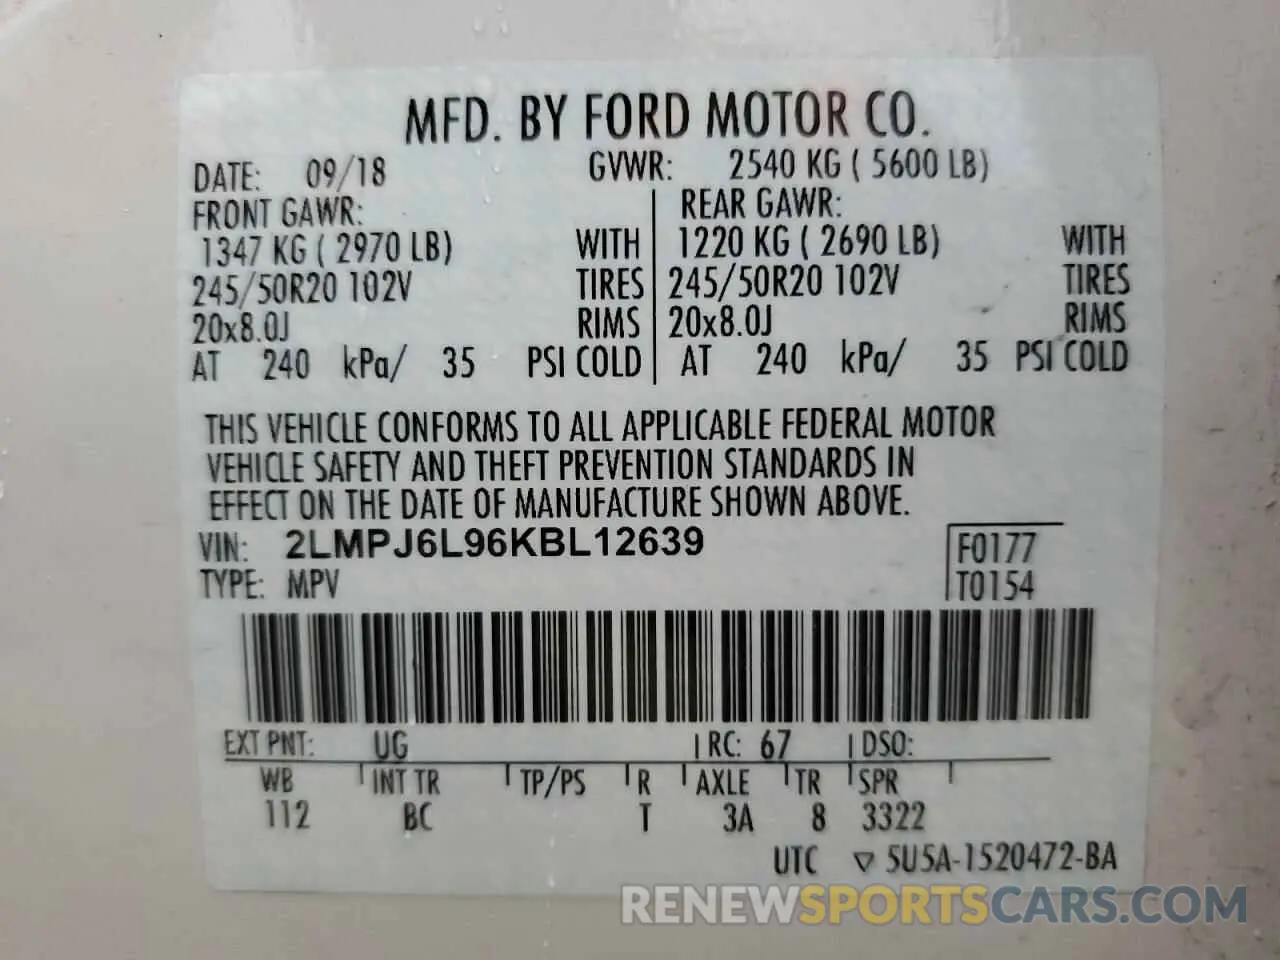 MFD. BY FORD MOTOR CO.
DATE: 09/18 GVWR: 2540 KG ( 5600 LB)
FRONT GAWR: REAR GAWR:
1347 KG ( 2970 LB) WITH 1220 KG ( 2690 LB) WITH
245/50R20 102V TIRES 245/50R20 102V TIRES
20x8.0J RIMS 20x8.0J RIMS
AT 240 kPa/ 35 PSI COLD AT 240 kPa/ 35 PSI COLD
THIS VEHICLE CONFORMS TO ALL APPLICABLE FEDERAL MOTOR
VEHICLE SAFETY AND THEFT PREVENTION STANDARDS IN
EFFECT ON THE DATE OF MANUFACTURE SHOWN ABOVE.
VIN: 2LMPJ6L96KBL12639 F0177
TYPE: MPV T0154
EXT PNT: UG RC: 67 DSO:
WB INT TR TP/PS R AXLE TR SPR
112 BC T 3A 8 3322
UTC ▽ 5U5A-1520472-BA
RENEWSPORTSCARS.COM